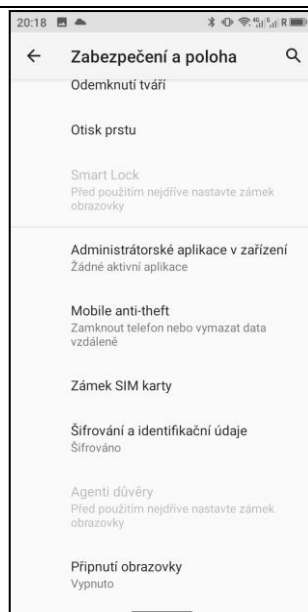 20:18
R
Zabezpečení a poloha
Odemknutí tváří
Otisk prstu
Smart Lock
Před použitím nejdříve nastavte zámek
obrazovky
Administrátorské aplikace v zařízení
Žádné aktivní aplikace
Mobile anti-theft
Zamknout telefon nebo vymazat data
vzdáleně
Zámek SIM karty
Šifrování a identifikační údaje
Šifrováno
Agenti důvěry
Před použitím nejdříve nastavte zámek
obrazovky
Připnutí obrazovky
Vypnuto